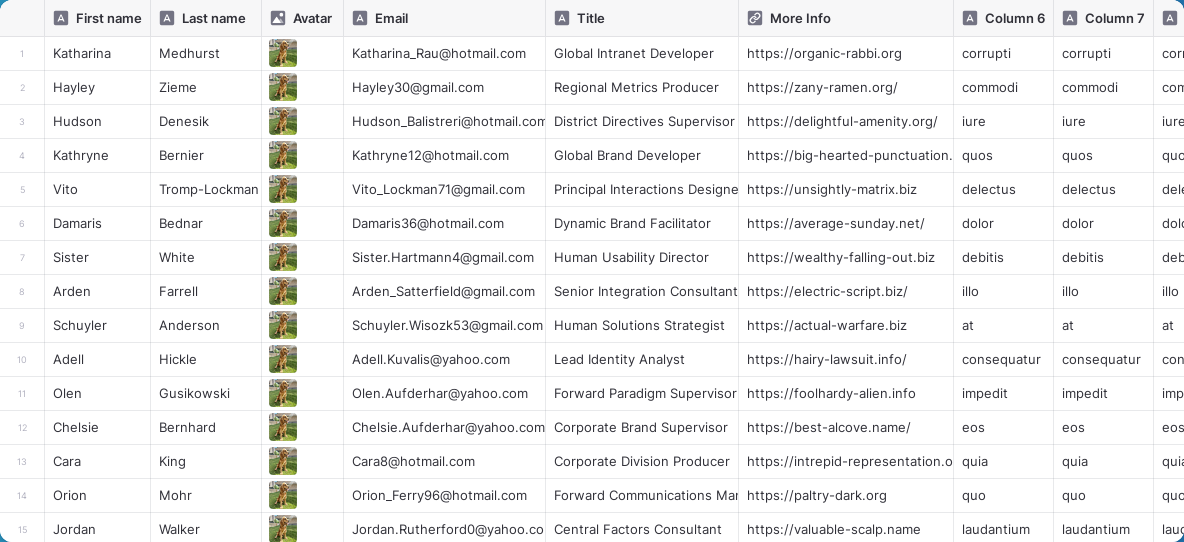 First name Last name Avatar Email Title More Info Column 6 Column 7
1 Katharina Medhurst Katharina_Rau@hotmail.com Global Intranet Developer https://organic-rabbi.org corrupti corrupti corr
2 Hayley Zieme Hayley30@gmail.com Regional Metrics Producer https://zany-ramen.org/ commodi commodi com
3 Hudson Denesik Hudson_Balistreri@hotmail.com District Directives Supervisor https://delightful-amenity.org/ iure iure iure
4 Kathryne Bernier Kathryne12@hotmail.com Global Brand Developer https://big-hearted-punctuation. quos quos quo
5 Vito Tromp-Lockman Vito_Lockman71@gmail.com Principal Interactions Designe https://unsightly-matrix.biz delectus delectus dele
6 Damaris Bednar Damaris36@hotmail.com Dynamic Brand Facilitator https://average-sunday.net/ dolor dolor dolo
7 Sister White Sister.Hartmann4@gmail.com Human Usability Director https://wealthy-falling-out.biz debitis debitis deb
8 Arden Farrell Arden_Satterfield@gmail.com Senior Integration Consultant https://electric-script.biz/ illo illo illo
9 Schuyler Anderson Schuyler.Wisozk53@gmail.com Human Solutions Strategist https://actual-warfare.biz at at at
10 Adell Hickle Adell.Kuvalis@yahoo.com Lead Identity Analyst https://hairy-lawsuit.info/ consequatur consequatur con
11 Olen Gusikowski Olen.Aufderhar@yahoo.com Forward Paradigm Supervisor https://foolhardy-alien.info impedit impedit imp
12 Chelsie Bernhard Chelsie.Aufderhar@yahoo.com Corporate Brand Supervisor https://best-alcove.name/ eos eos eos
13 Cara King Cara8@hotmail.com Corporate Division Producer https://intrepid-representation.o quia quia quia
14 Orion Mohr Orion_Ferry96@hotmail.com Forward Communications Man https://paltry-dark.org quo quo quo
15 Jordan Walker Jordan.Rutherford0@yahoo.co Central Factors Consultant https://valuable-scalp.name laudantium laudantium laud